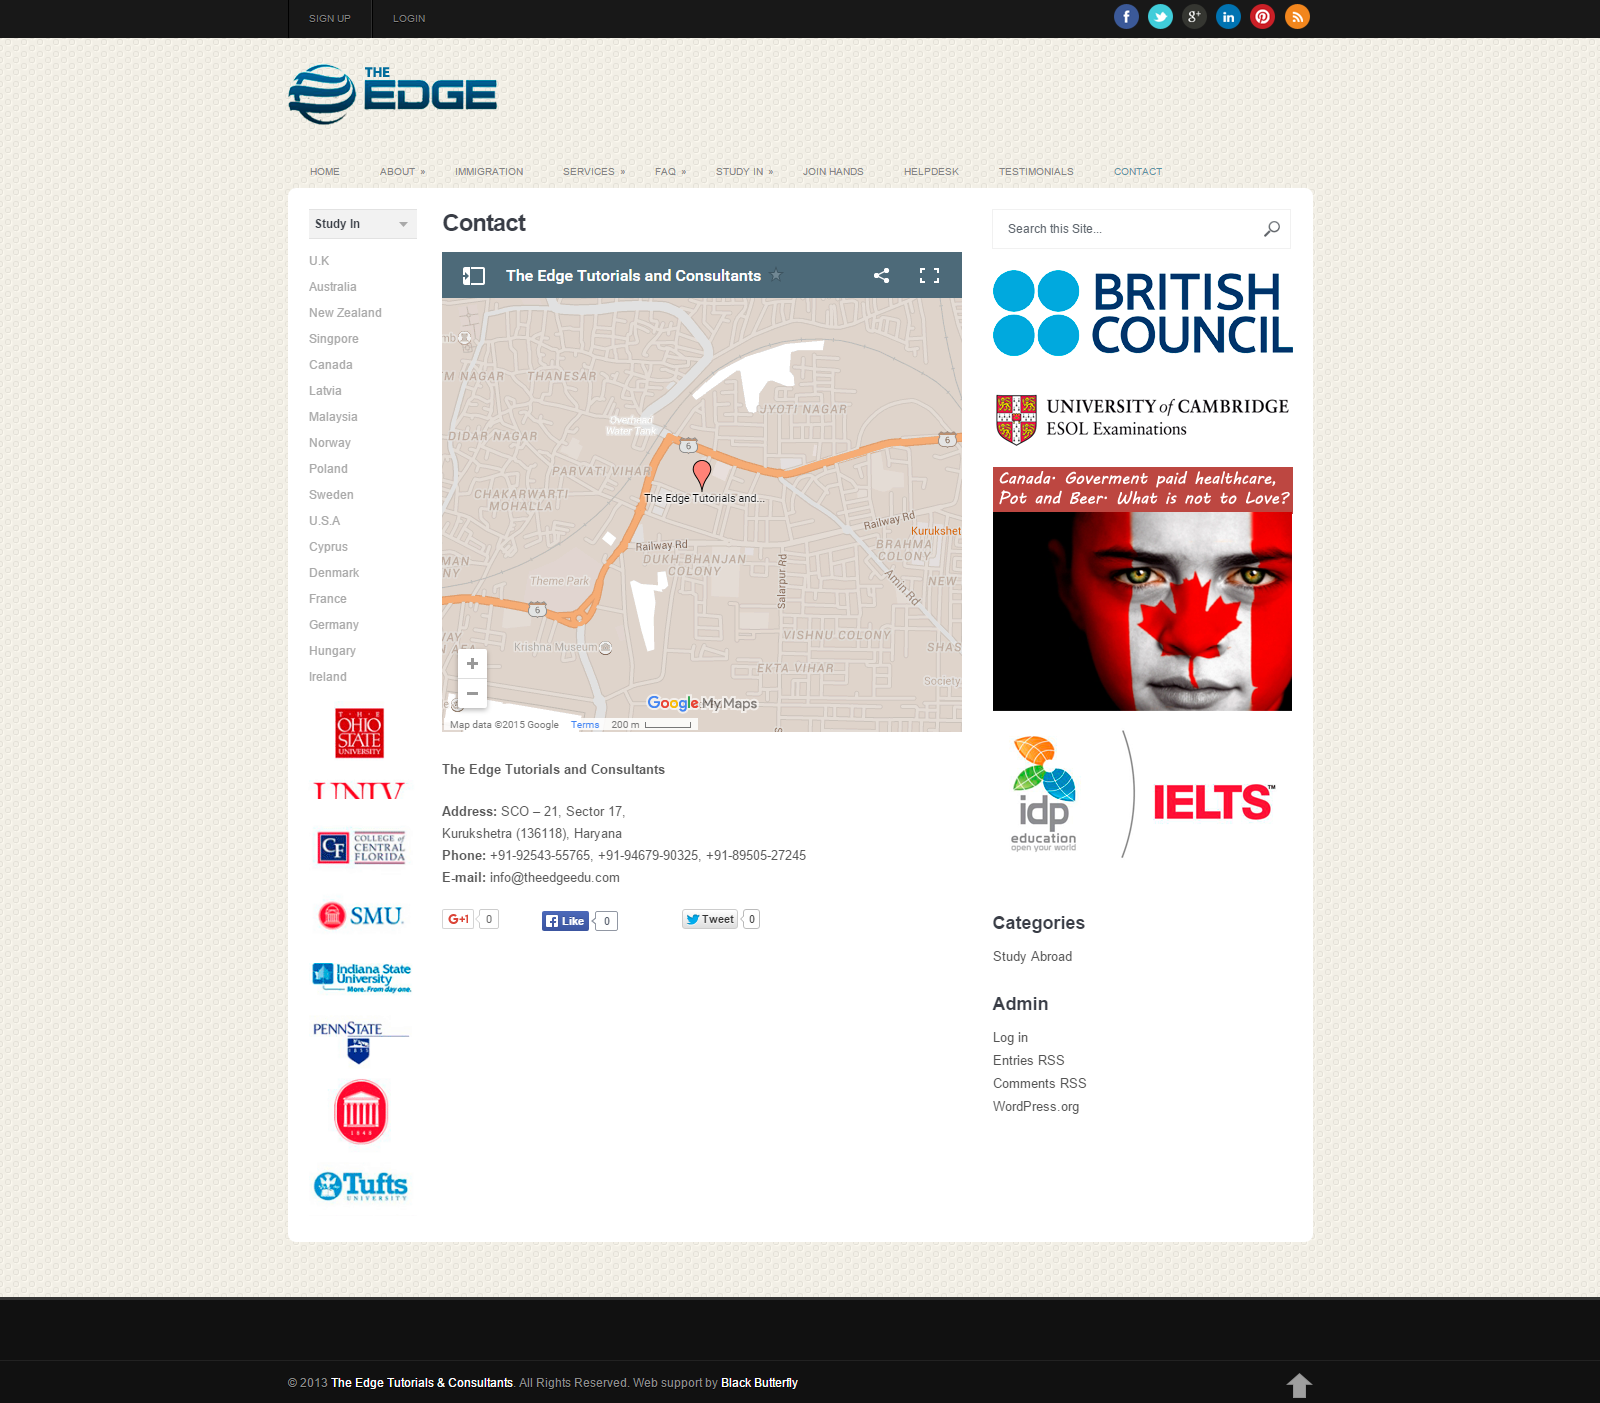 SIGN UP
LOGIN
THE
EDGE
HOME
ABOUT »
IMMIGRATION
SERVICES »
FAQ »
STUDY IN »
JOIN HANDS
HELPDESK
TESTIMONIALS
CONTACT
Study In
U.K
Australia
New Zealand
Singpore
Canada
Latvia
Malaysia
Norway
Poland
Sweden
U.S.A
Cyprus
Denmark
France
Germany
Hungary
Ireland
THE
OHIO
STATE
UNIVERSITY
UNIV
CF
COLLEGE of
CENTRAL
FLORIDA
SMU.
Indiana State
University
More. From day one.
PENNSTATE
1855
1848
Tufts
UNIVERSITY
Contact
The Edge Tutorials and Consultants
M NAGAR
THANESAR
JYOTI NAGAR
Overhead
Water Tank
DIDAR NAGAR
6
6
PARVATI VIHAR
CHAKARWARTI
MOHALLA
The Edge Tutorials and...
Railway Rd
Kurukshet
Railway Rd
BRAHMA
COLONY
MAN
NY
DUKH BHANJAN
COLONY
Theme Park
Salarpur Rd
Amin Rd
NEW
6
VISHNU COLONY
Krishna Museum
SHAS
EKTA VIHAR
Society
+
−
Google My Maps
Map data ©2015 Google
Terms
200 m
The Edge Tutorials and Consultants
Address: SCO – 21, Sector 17,
Kurukshetra (136118), Haryana
Phone: +91-92543-55765, +91-94679-90325, +91-89505-27245
E-mail: info@theedgeedu.com
G+1
0
Like
0
Tweet
0
Search this Site...
BRITISH
COUNCIL
UNIVERSITY of CAMBRIDGE
ESOL Examinations
Canada. Goverment paid healthcare,
Pot and Beer. What is not to Love?
idp
education
open your world
IELTS™
Categories
Study Abroad
Admin
Log in
Entries RSS
Comments RSS
WordPress.org
© 2013 The Edge Tutorials & Consultants. All Rights Reserved. Web support by Black Butterfly